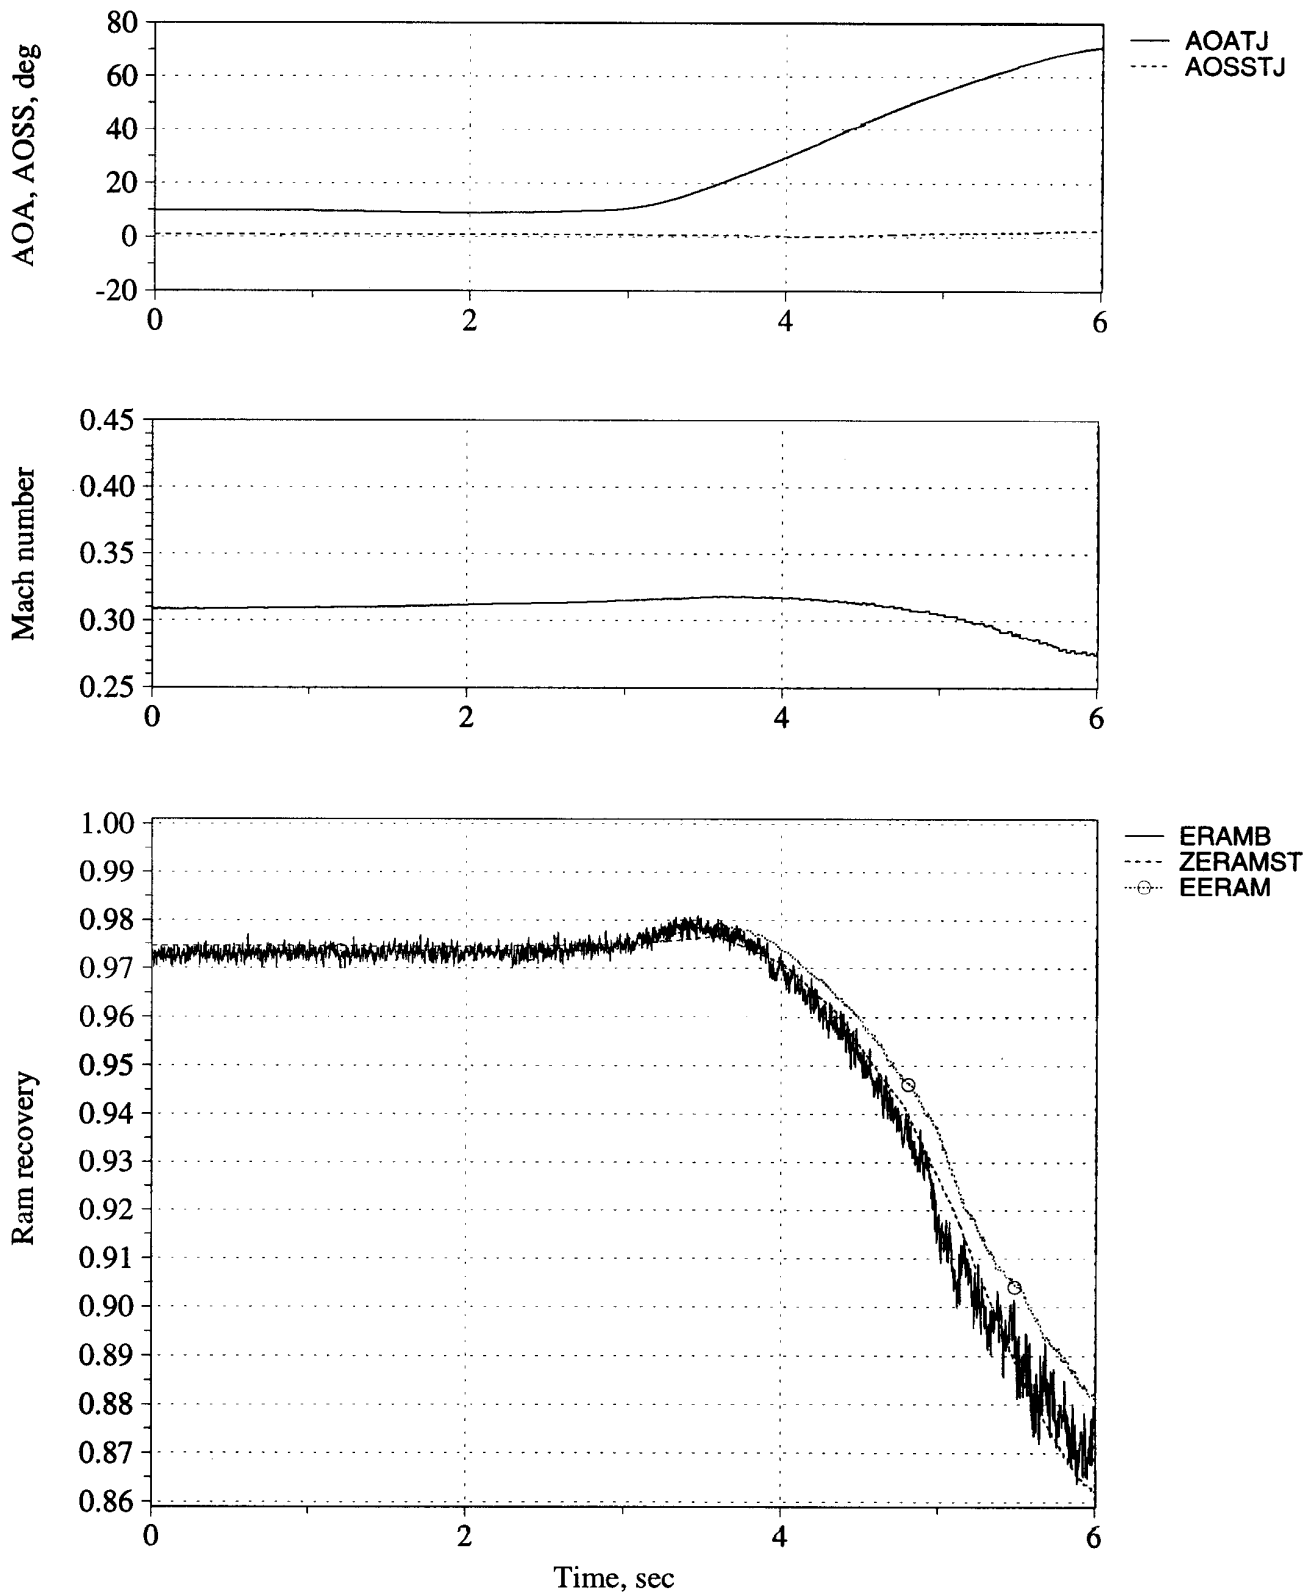 80
60
40
20
0
-20
AOA, AOSS, deg
0 2 4 6
AOATJ
AOSSTJ
0.45
0.40
0.35
0.30
0.25
Mach number
0 2 4 6
1.00
0.99
0.98
0.97
0.96
0.95
0.94
0.93
0.92
0.91
0.90
0.89
0.88
0.87
0.86
Ram recovery
ERAMB
ZERAMST
EERAM
0 2 4 6
Time, sec